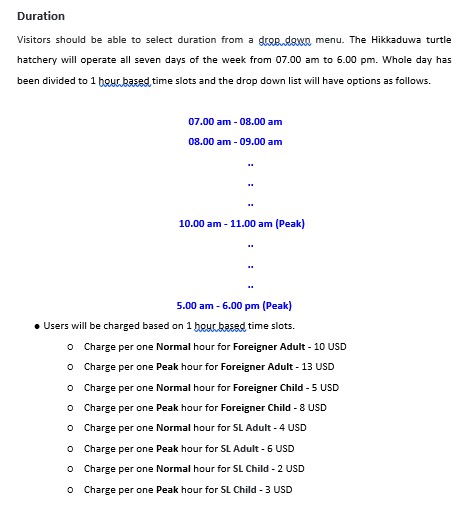 Duration
Visitors should be able to select duration from a drop down menu. The Hikkaduwa turtle
hatchery will operate all seven days of the week from 07.00 am to 6.00 pm. Whole day has
been divided to 1 hour based time slots and the drop down list will have options as follows.
07.00 am - 08.00 am
08.00 am - 09.00 am
..
..
..
10.00 am - 11.00 am (Peak)
..
..
..
5.00 am - 6.00 pm (Peak)
● Users will be charged based on 1 hour based time slots.
o Charge per one Normal hour for Foreigner Adult - 10 USD
o Charge per one Peak hour for Foreigner Adult - 13 USD
o Charge per one Normal hour for Foreigner Child - 5 USD
o Charge per one Peak hour for Foreigner Child - 8 USD
o Charge per one Normal hour for SL Adult - 4 USD
o Charge per one Peak hour for SL Adult - 6 USD
o Charge per one Normal hour for SL Child - 2 USD
o Charge per one Peak hour for SL Child - 3 USD